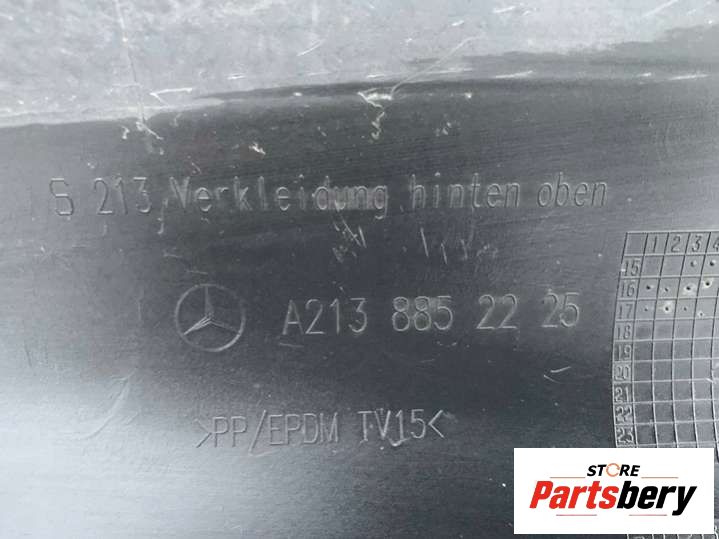 S 213 Verkleidung hinten oben
A213 885 22 25
>PP/EPDM TV15<
1 2 3 4
15
16
17
18
19
20
21
22
23
STORE
Partsbery